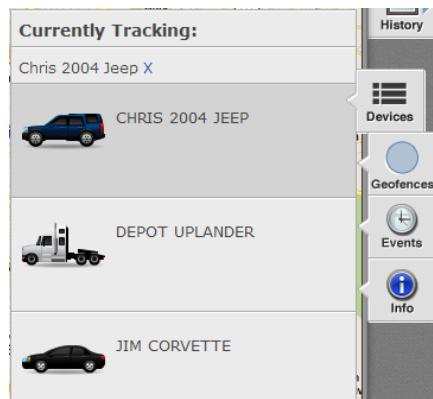 Currently Tracking:
Chris 2004 Jeep X
CHRIS 2004 JEEP
DEPOT UPLANDER
JIM CORVETTE
History
Devices
Geofences
Events
Info